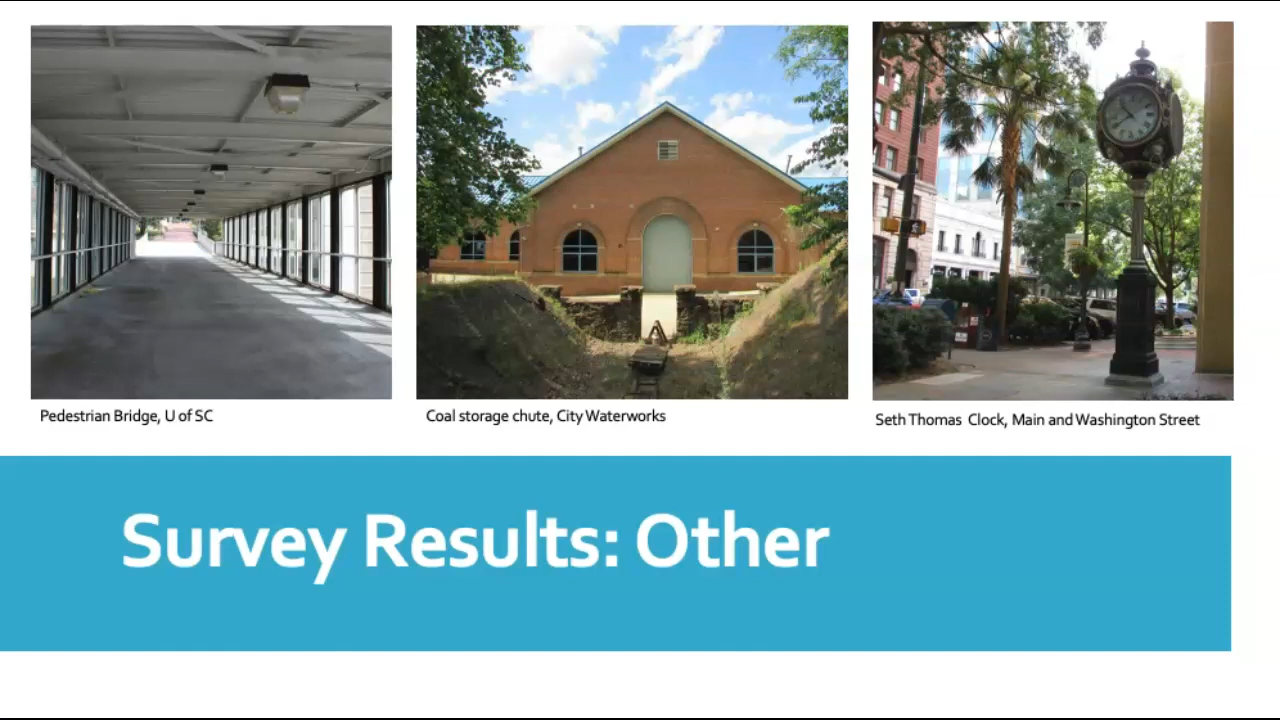 Pedestrian Bridge, U of SC
Coal storage chute, City Waterworks
Seth Thomas Clock, Main and Washington Street
Survey Results: Other